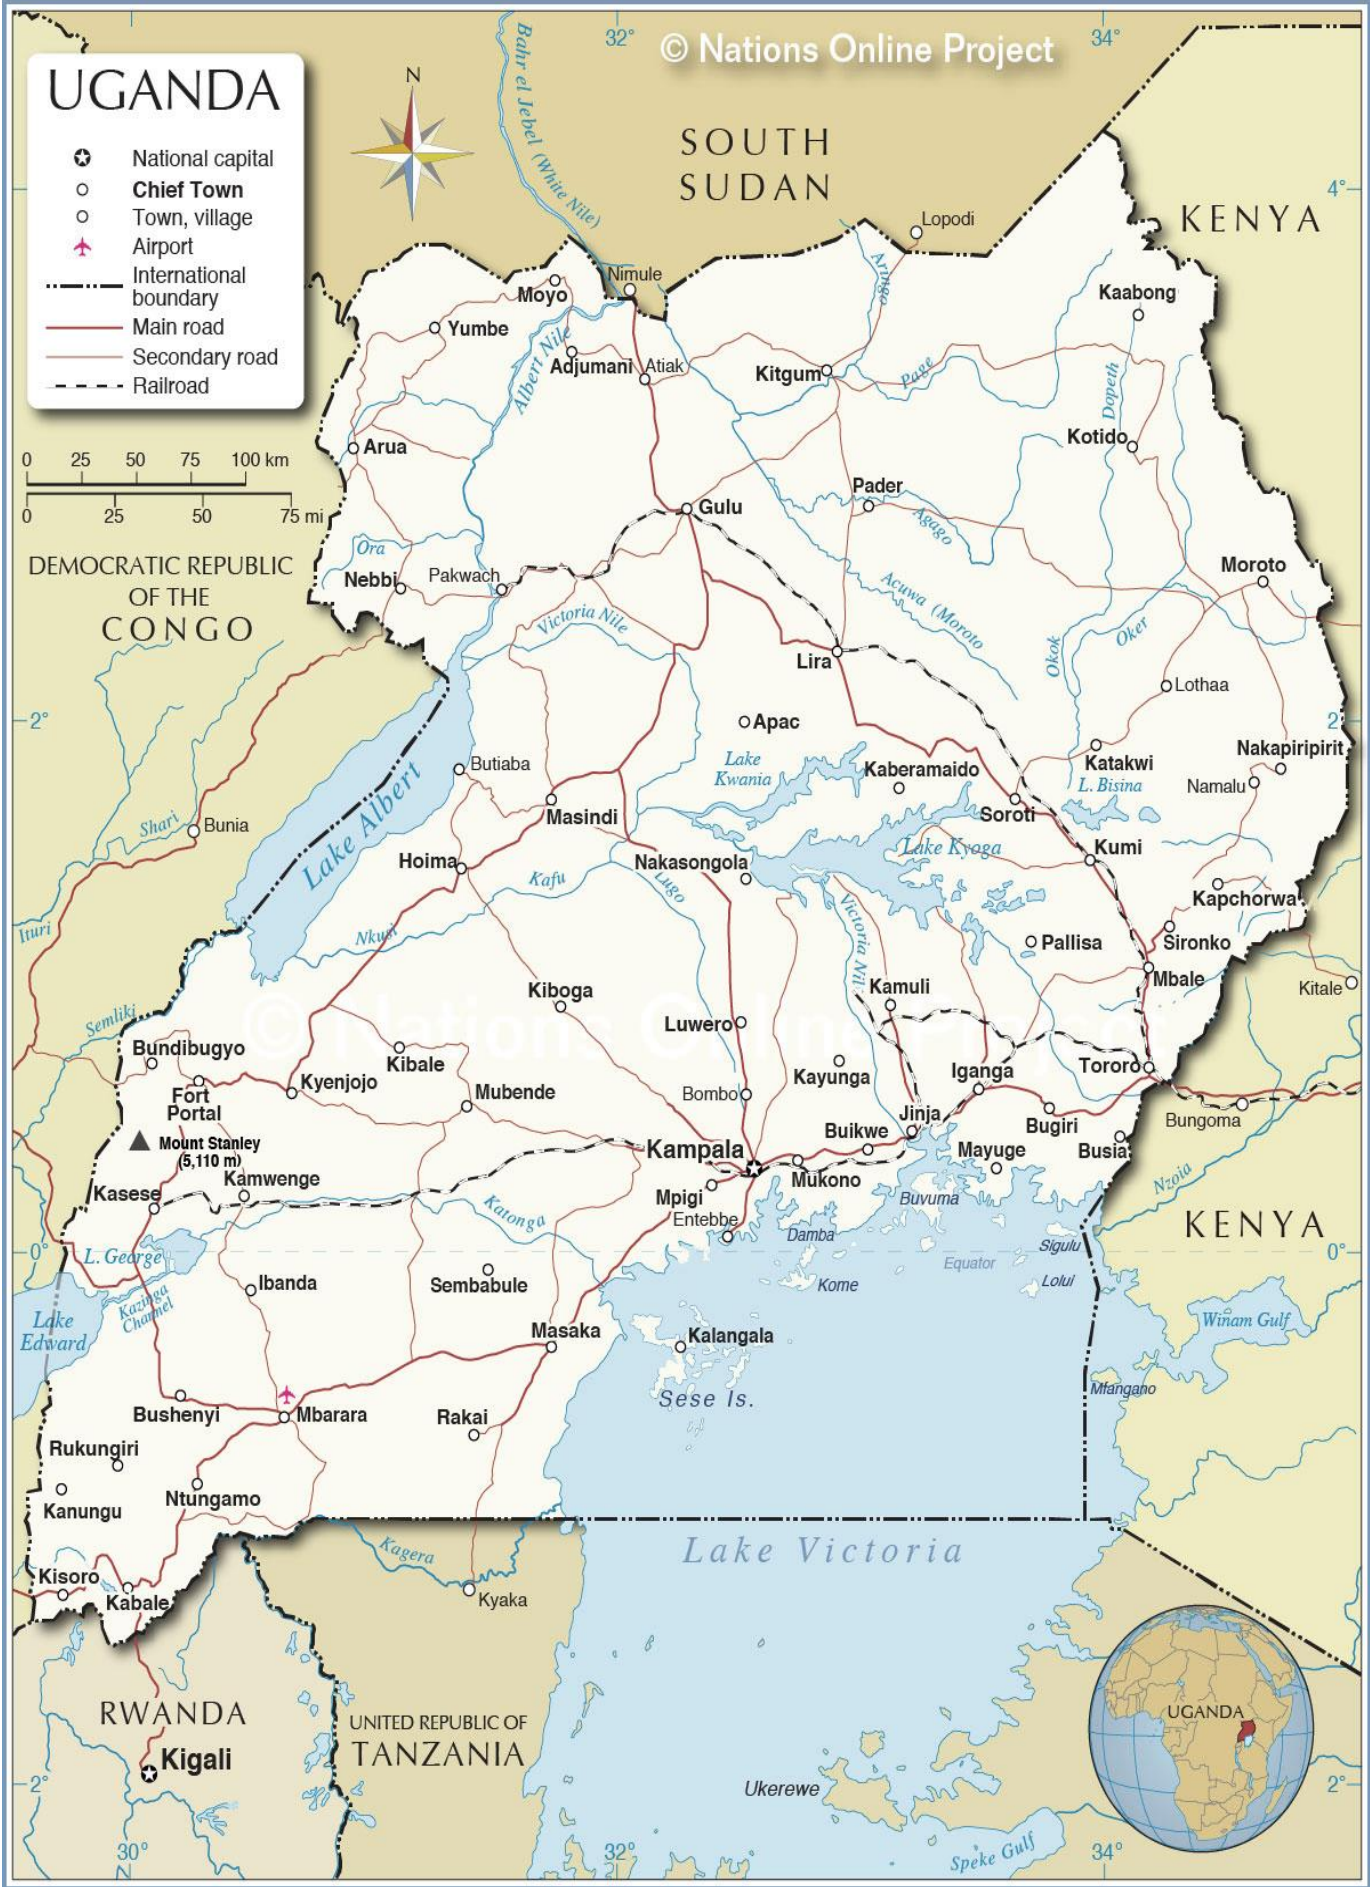 © Nations Online Project
UGANDA
National capital
Chief Town
Town, village
Airport
International
boundary
Main road
Secondary road
Railroad
N
32°
34°
4°
Bahr el Jebel (White Nile)
SOUTH
SUDAN
KENYA
Lopodi
Nimule
Moyo
Yumbe
Albert Nile
Adjumani
Atiak
Aringo
Kitgum
Page
Kaabong
Dopeth
Kotido
0 25 50 75 100 km
0 25 50 75 mi
Arua
Gulu
Pader
Agago
DEMOCRATIC REPUBLIC
OF THE
CONGO
Ora
Nebbi
Pakwach
Victoria Nile
Acuwa (Moroto
Moroto
Okok
Oker
Lira
Lothaa
2°
2°
Apac
Butiaba
Lake
Kwania
Kaberamaido
Katakwi
L. Bisina
Nakapiripirit
Namalu
Lake Albert
Masindi
Soroti
Shari
Bunia
Lake Kyoga
Kumi
Hoima
Kafu
Nakasongola
Lugo
Kapchorwa
Ituri
Nkusi
Victoria Nile
Pallisa
Sironko
Mbale
Kitale
Kiboga
Kamuli
Semliki
© Nations Online Project
Luwero
Bundibugyo
Kibale
Kayunga
Iganga
Tororo
Fort
Portal
Kyenjojo
Mubende
Bombo
Bungoma
Jinja
Bugiri
Mount Stanley
(5,110 m)
Kampala
Buikwe
Mayuge
Busia
Kamwenge
Kasese
Mpigi
Mukono
Nzoia
Katonga
Entebbe
Buvuma
Damba
KENYA
L. George
Sigulu
0°
Equator
Kazinga
Channel
Ibanda
Sembabule
Kome
Lolui
Lake
Edward
Masaka
Kalangala
Winam Gulf
Sese Is.
Mfangano
Bushenyi
Mbarara
Rakai
Rukungiri
Kanungu
Ntungamo
Lake Victoria
Kagera
Kisoro
Kabale
Kyaka
RWANDA
Kigali
UNITED REPUBLIC OF
TANZANIA
UGANDA
Ukerewe
2°
2°
Speke Gulf
30°
32°
34°